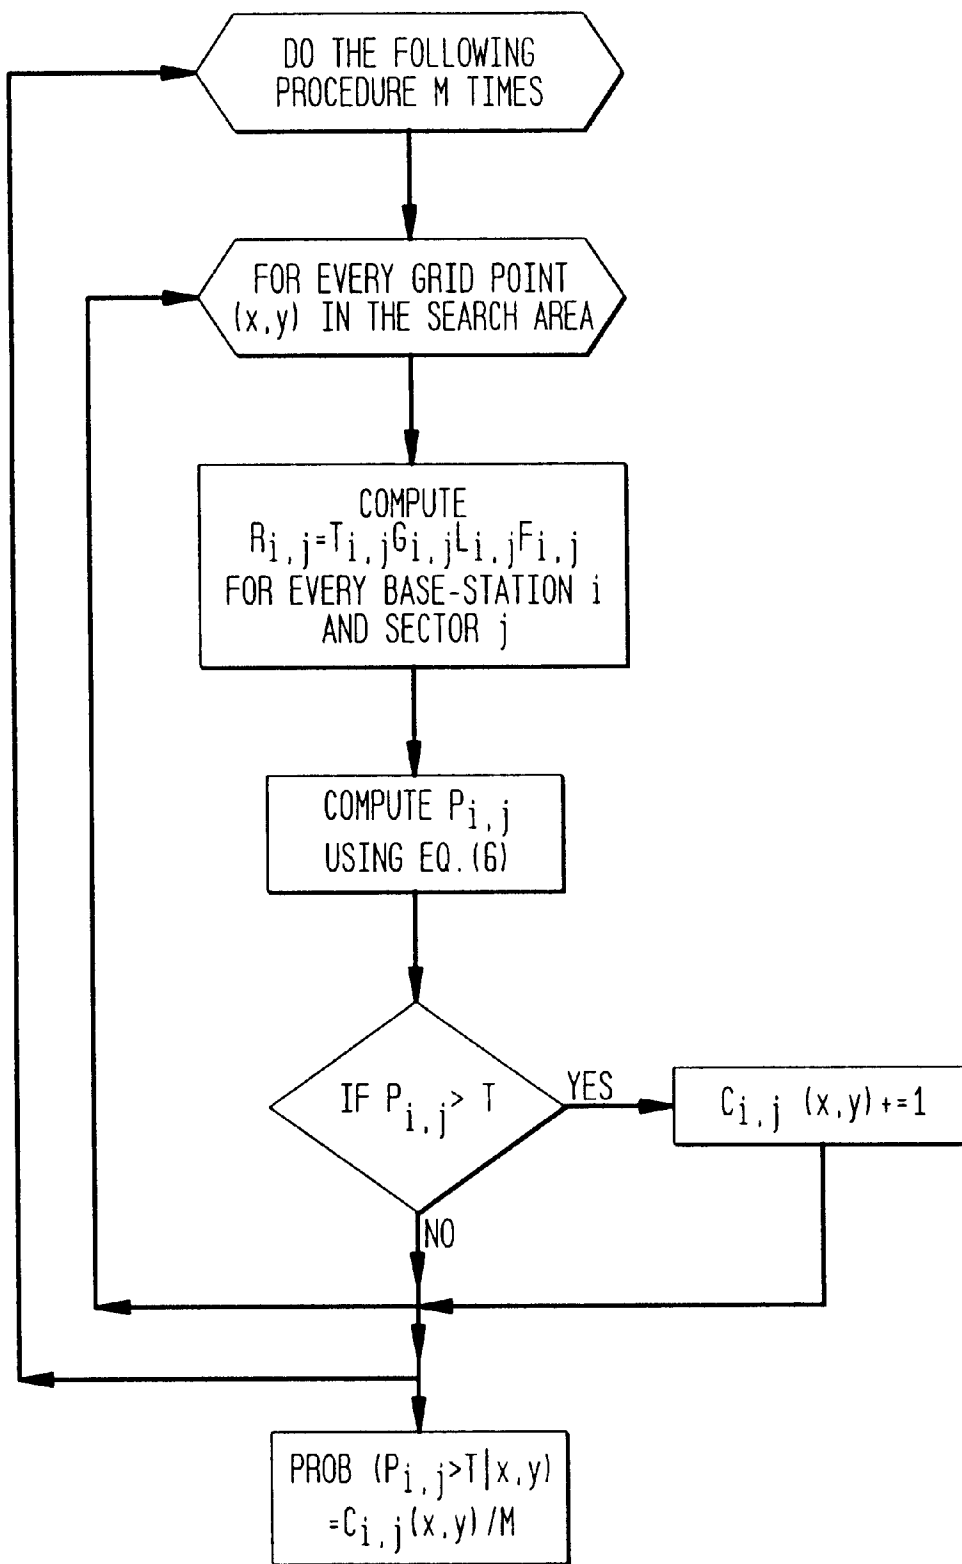 DO THE FOLLOWING
PROCEDURE M TIMES
FOR EVERY GRID POINT
(x,y) IN THE SEARCH AREA
COMPUTE
Ri,j=Ti,jGi,jLi,jFi,j
FOR EVERY BASE-STATION i
AND SECTOR j
COMPUTE Pi,j
USING EQ.(6)
IF Pi,j> T
YES
Ci,j (x,y)+=1
NO
PROB (Pi,j>T|x,y)
=Ci,j(x,y)/M